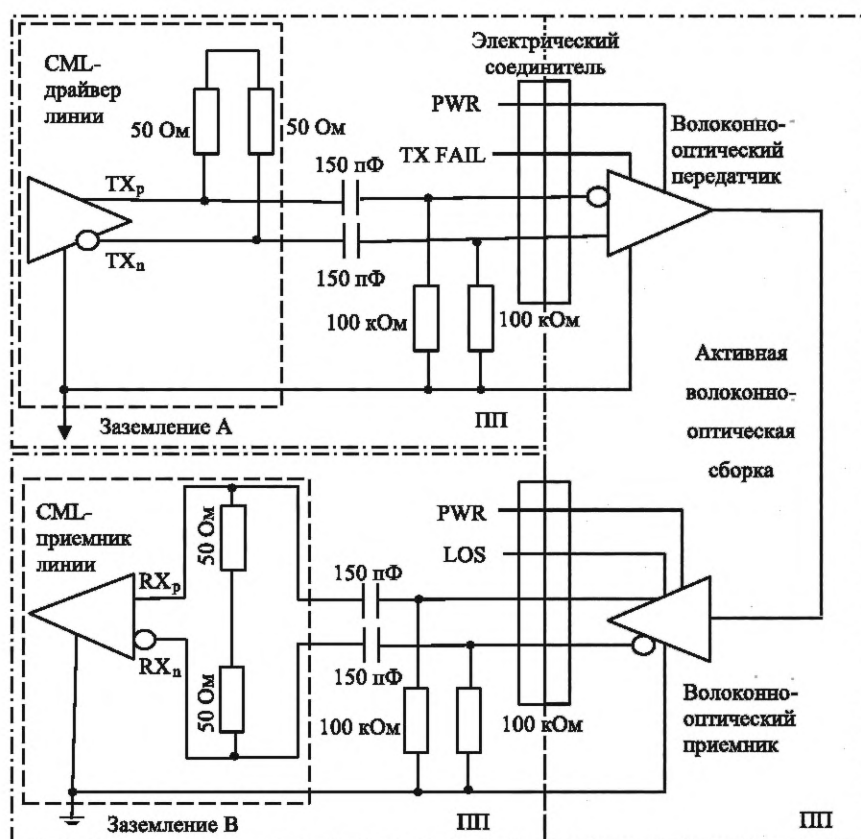 CML-
драйвер
линии
50 Ом
50 Ом
Электрический
соединитель
PWR
TX FAIL
Волоконно-
оптический
передатчик
150 пФ
TXp
TXn
150 пФ
100 кОм
100 кОм
Активная
волоконно-
оптическая
сборка
Заземление А
ПП
CML-
приемник
линии
50 Ом
PWR
LOS
150 пФ
RXp
RXn
150 пФ
50 Ом
100 кОм
100 кОм
Волоконно-
оптический
приемник
Заземление В
ПП
ПП